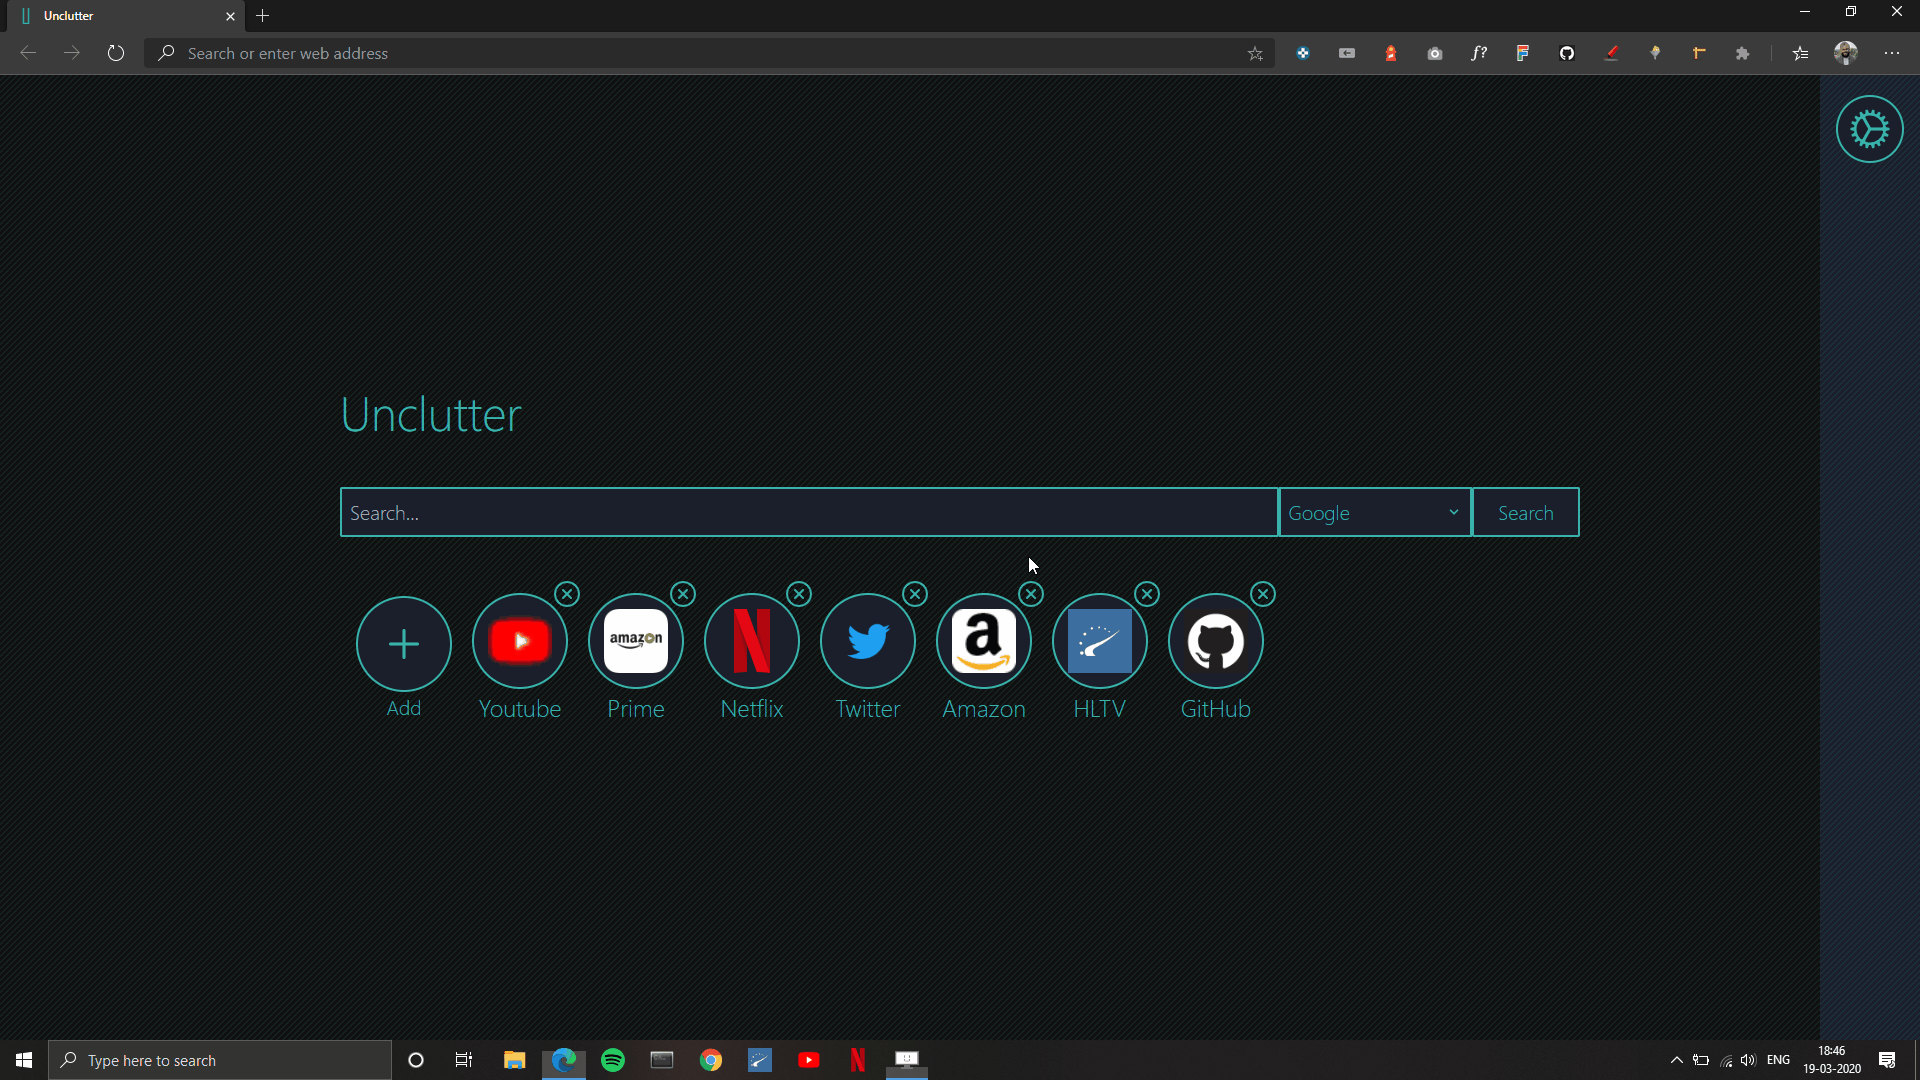 Unclutter
Search or enter web address
f?
Unclutter
Search...
Google
Search
amazon
a
Add
Youtube
Prime
Netflix
Twitter
Amazon
HLTV
GitHub
Type here to search
ENG
18:46
19-03-2020